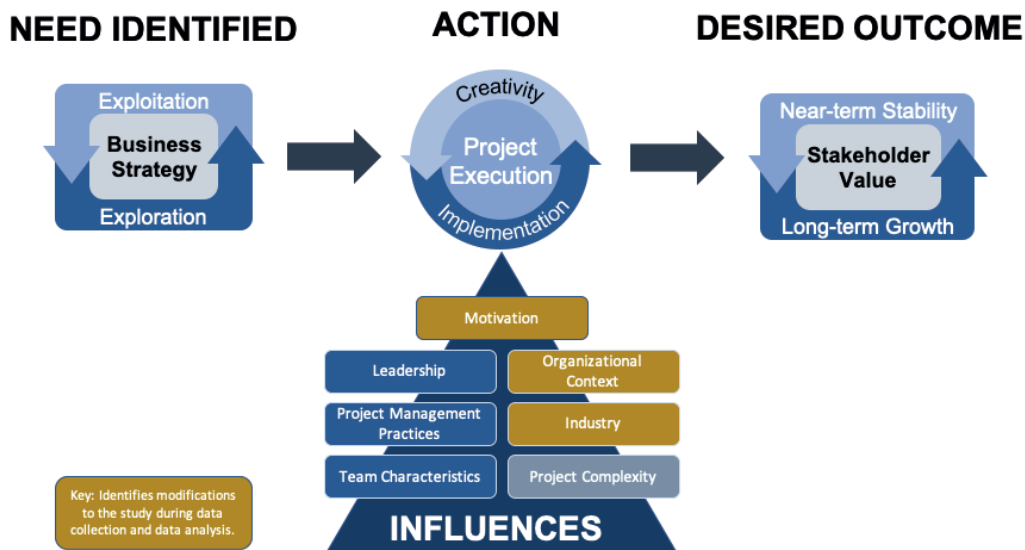 NEED IDENTIFIED
ACTION
DESIRED OUTCOME
Exploitation
Business
Strategy
Exploration
Creativity
Project
Execution
Implementation
Near-term Stability
Stakeholder
Value
Long-term Growth
Motivation
Leadership
Organizational
Context
Project Management
Practices
Industry
Team Characteristics
Project Complexity
INFLUENCES
Key: Identifies modifications
to the study during data
collection and data analysis.